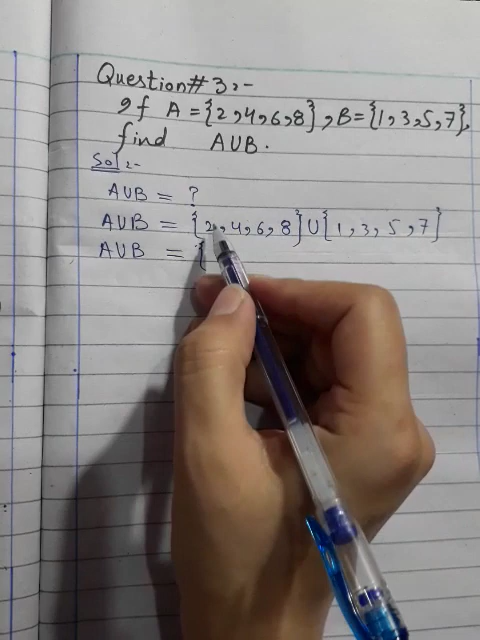 Question# 3:-
If A = {2,4,6,8}, B={1,3,5,7},
find AUB.
Sol:-
AUB = ?
AUB = {2,4,6,8}U{1,3,5,7}
AUB = {